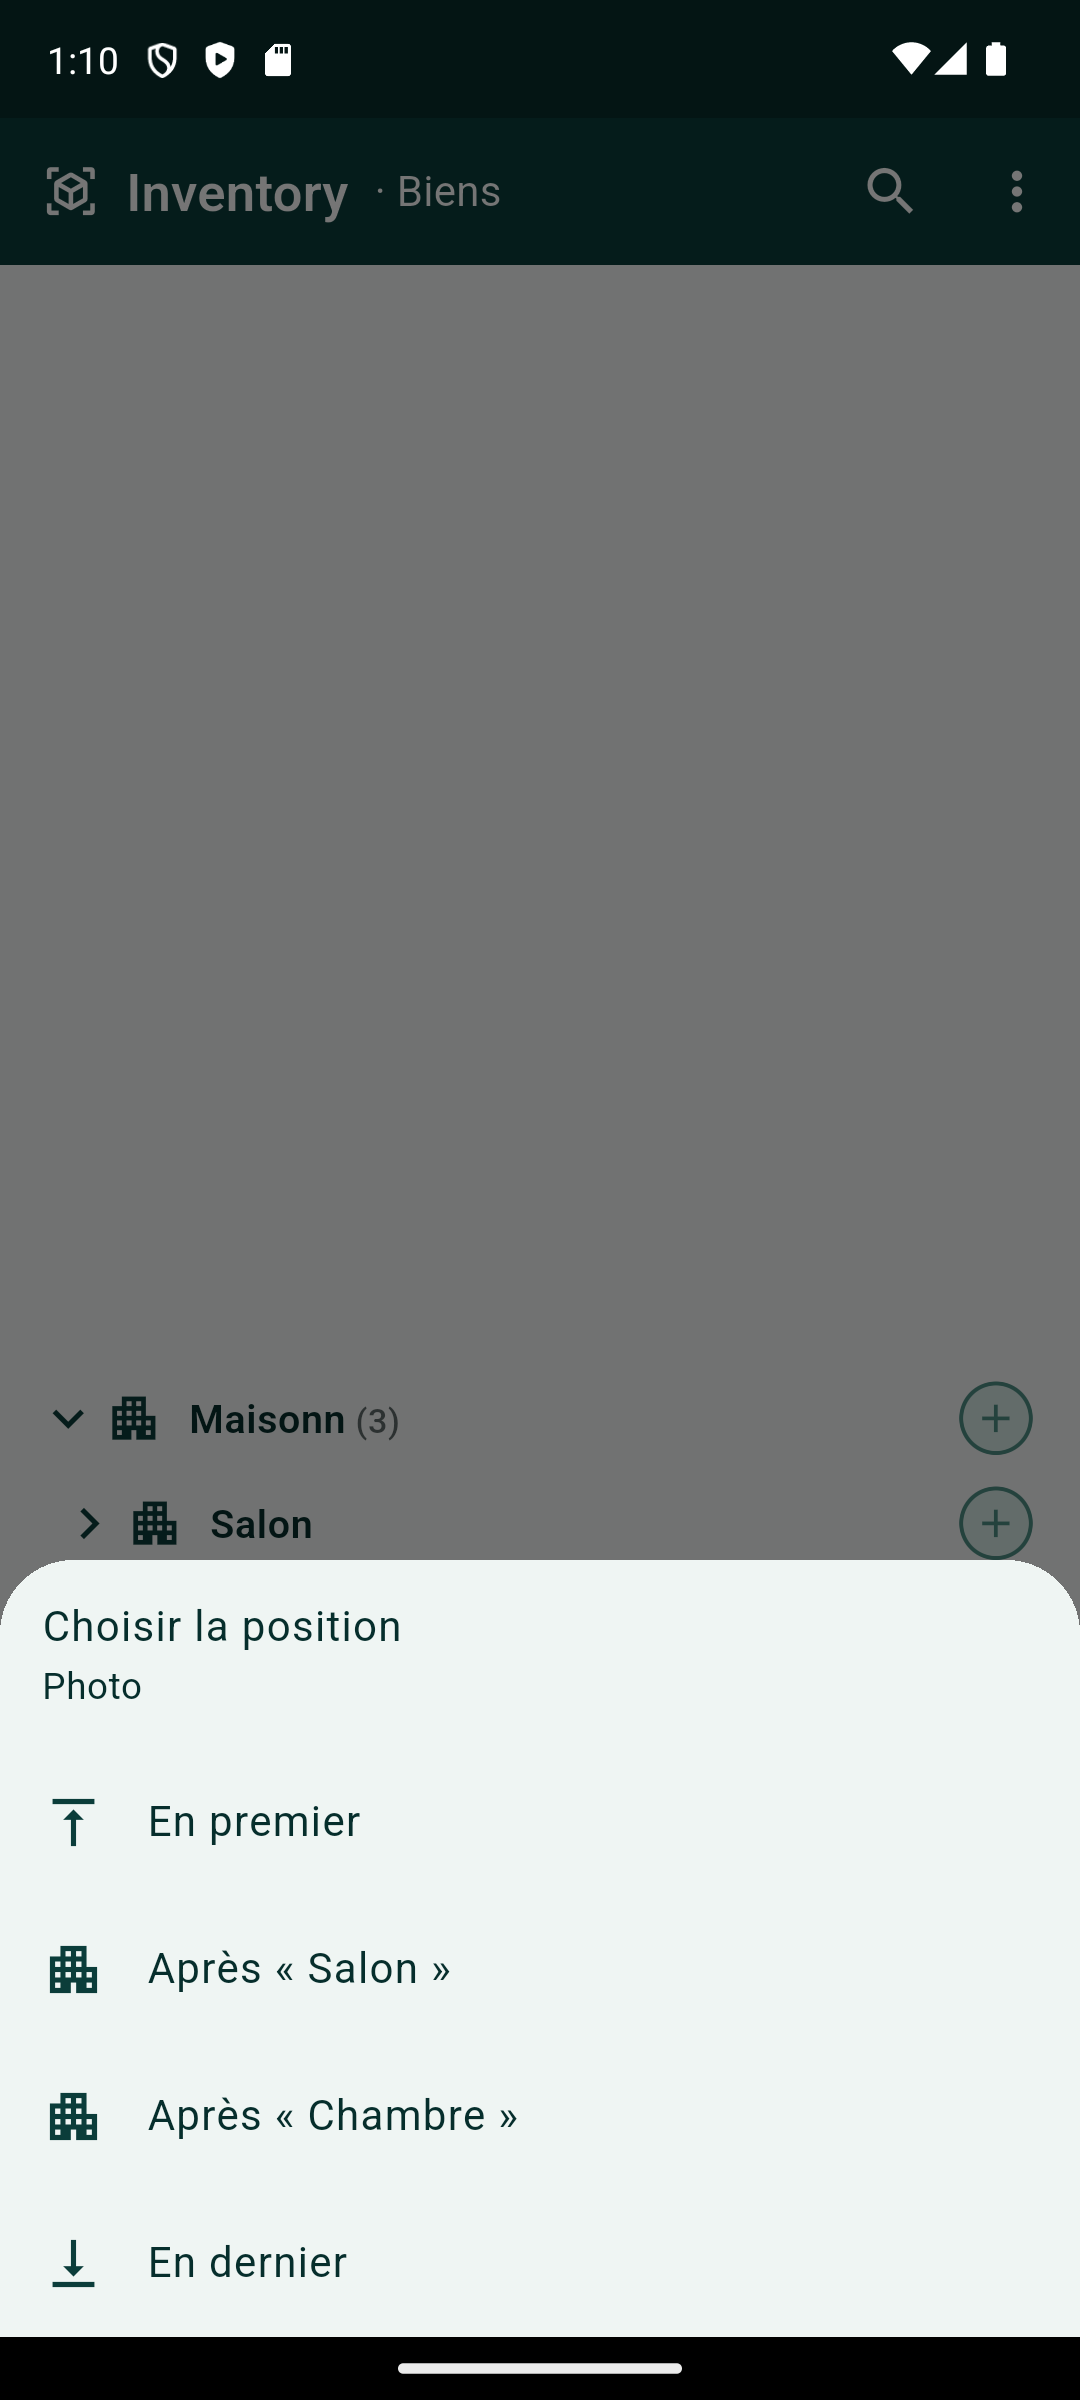 1:10
Inventory · Biens
Maisonn (3)
Salon
Choisir la position
Photo
En premier
Après « Salon »
Après « Chambre »
En dernier